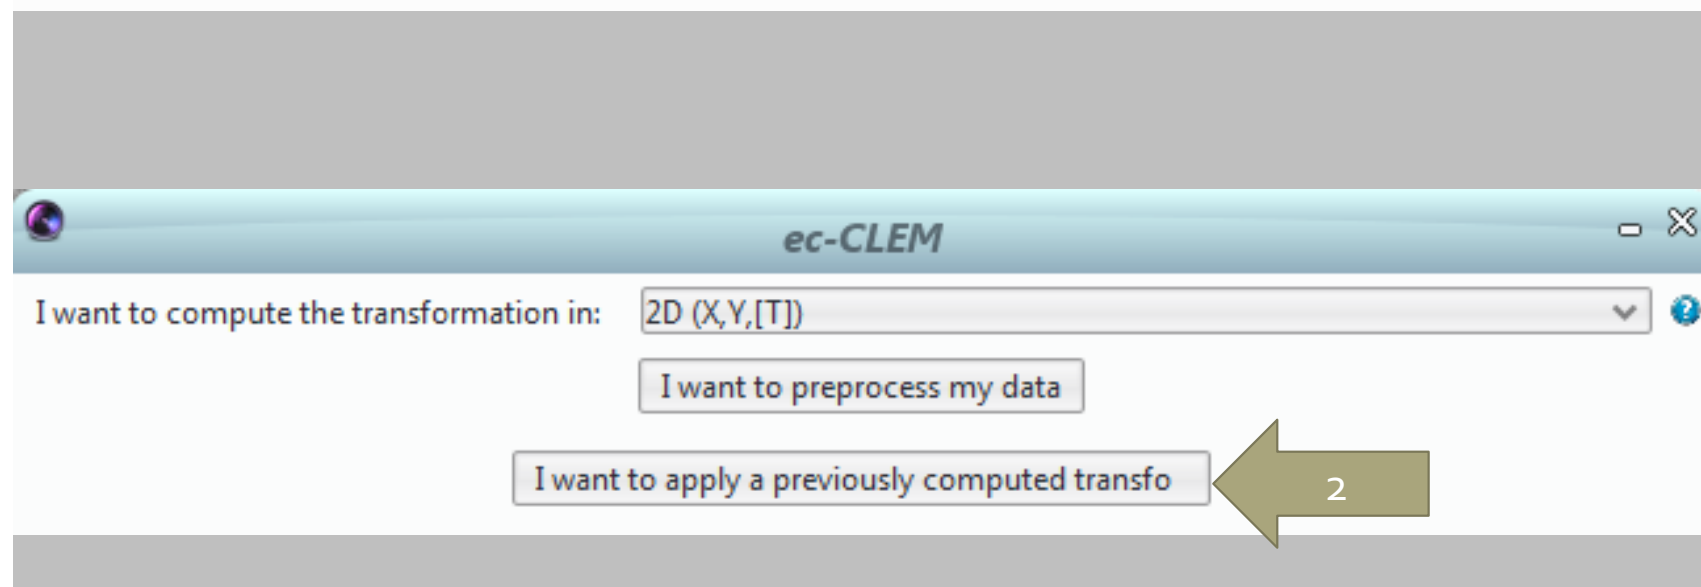 ec-CLEM
I want to compute the transformation in: 2D (X,Y,[T])
I want to preprocess my data
I want to apply a previously computed transfo
2